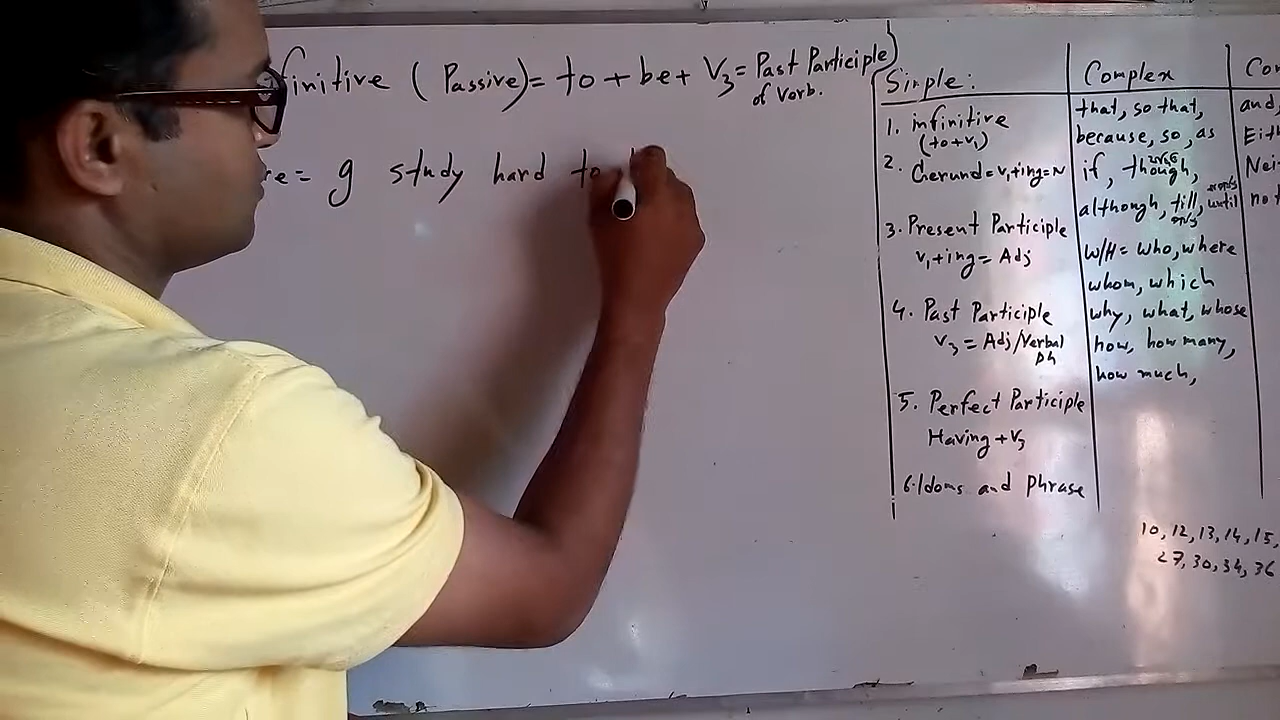 finitive ( Passive) = to + be + V3 = Past Participle
of Verb.
re = I study hard to
Simple:
1. infinitive
(to+v1)
2. Gerund = v1+ing = N
3. Present Participle
v1+ing = Adj
4. Past Participle
v3 = Adj/Verbal
Ph
5. Perfect Participle
Having + V3
6. Idoms and Phrase
Complex
that, so that,
because, so, as
if, though,
although, till, until
W/H = who, where
whom, which
why, what, whose
how, how many,
how much,
Con
and,
Eit
Nei
not
10, 12, 13, 14, 15,
27, 30, 34, 36